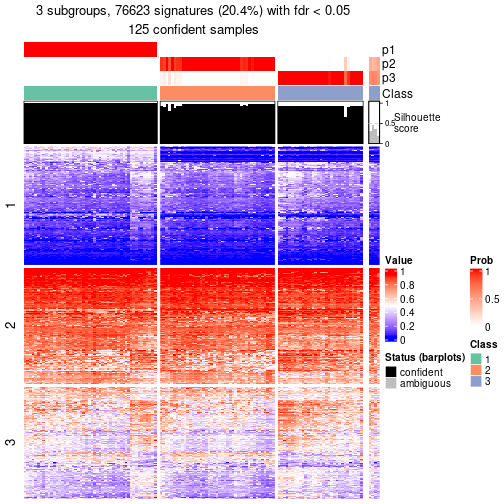 3 subgroups, 76623 signatures (20.4%) with fdr < 0.05
125 confident samples
p1
p2
p3
Class
1
0.5
0
Silhouette
score
1
2
3
Value
1
0.8
0.6
0.4
0.2
0
Prob
1
0.5
0
Status (barplots)
confident
ambiguous
Class
1
2
3